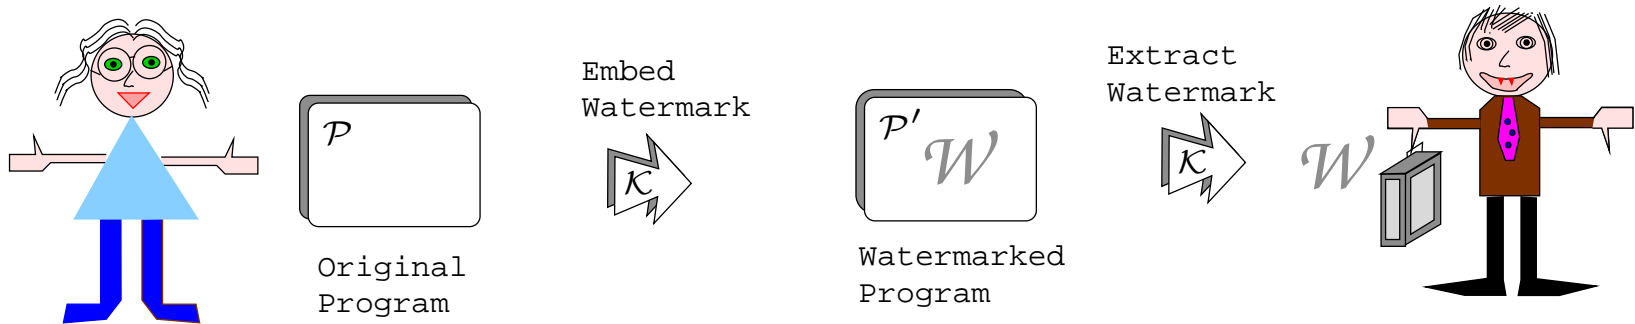 𝒫
Original
Program
Embed
Watermark
𝒦
𝒫′
𝒲
Watermarked
Program
Extract
Watermark
𝒦
𝒲